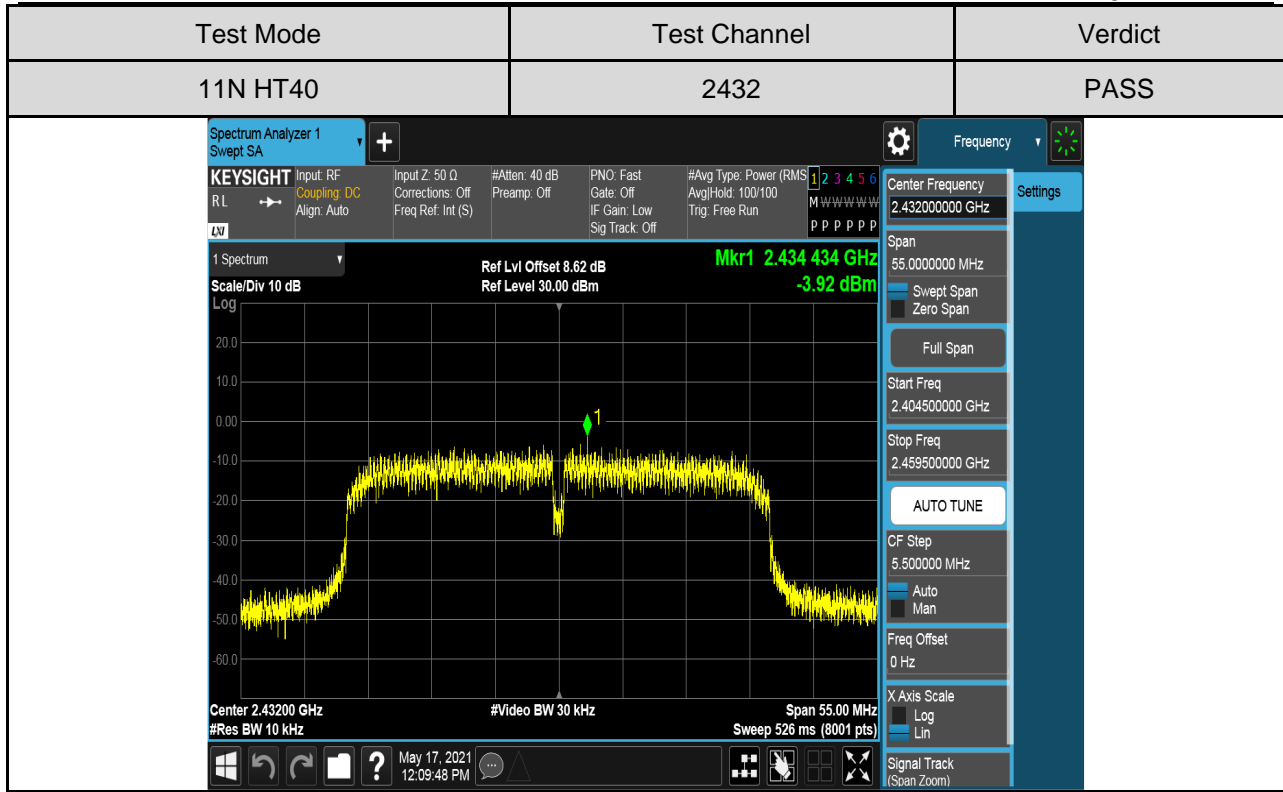 Test Mode Test Channel Verdict
11N HT40 2432 PASS
Spectrum Analyzer 1
Swept SA
Frequency
KEYSIGHT
RL
LXI
Input: RF
Coupling: DC
Align: Auto
Input Z: 50 Ω
Corrections: Off
Freq Ref: Int (S)
#Atten: 40 dB
Preamp: Off
PNO: Fast
Gate: Off
IF Gain: Low
Sig Track: Off
#Avg Type: Power (RMS
Avg|Hold: 100/100
Trig: Free Run
1 2 3 4 5 6
M W W W W W
P P P P P P
1 Spectrum
Scale/Div 10 dB
Log
Ref Lvl Offset 8.62 dB
Ref Level 30.00 dBm
Mkr1 2.434 434 GHz
-3.92 dBm
20.0
10.0
0.00
-10.0
-20.0
-30.0
-40.0
-50.0
-60.0
1
Center 2.43200 GHz
#Res BW 10 kHz
#Video BW 30 kHz
Span 55.00 MHz
Sweep 526 ms (8001 pts)
?
May 17, 2021
12:09:48 PM
Center Frequency
2.432000000 GHz
Settings
Span
55.0000000 MHz
Swept Span
Zero Span
Full Span
Start Freq
2.404500000 GHz
Stop Freq
2.459500000 GHz
AUTO TUNE
CF Step
5.500000 MHz
Auto
Man
Freq Offset
0 Hz
X Axis Scale
Log
Lin
Signal Track
(Span Zoom)